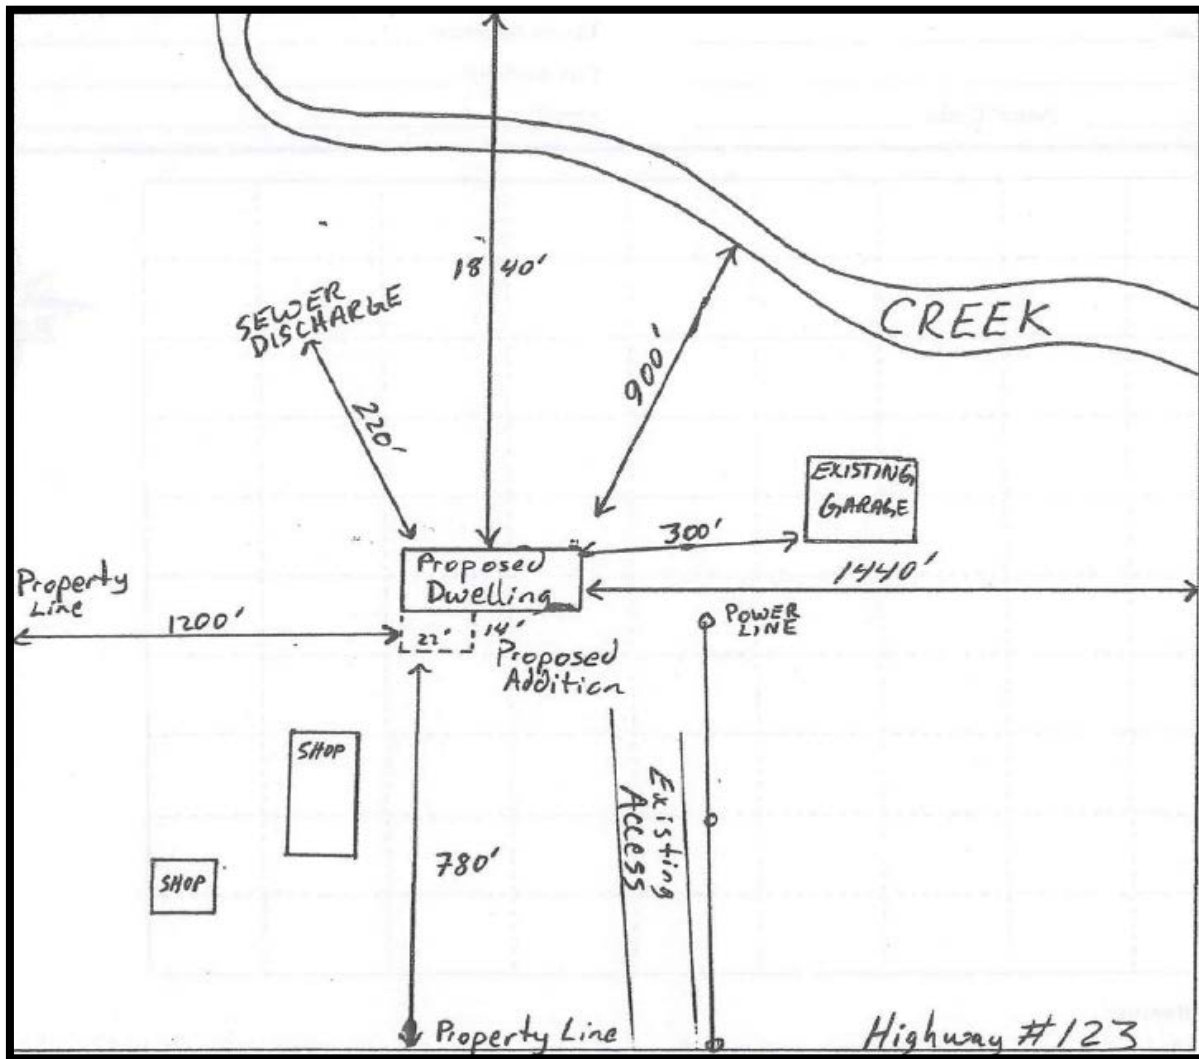 18 40'
SEWER
DISCHARGE
CREEK
900'
220'
EXISTING
GARAGE
300'
Proposed
Dwelling
1440'
Property
Line
1200'
22'
14'
Proposed
Addition
POWER
LINE
SHOP
SHOP
Existing
Access
780'
Property Line
Highway #123